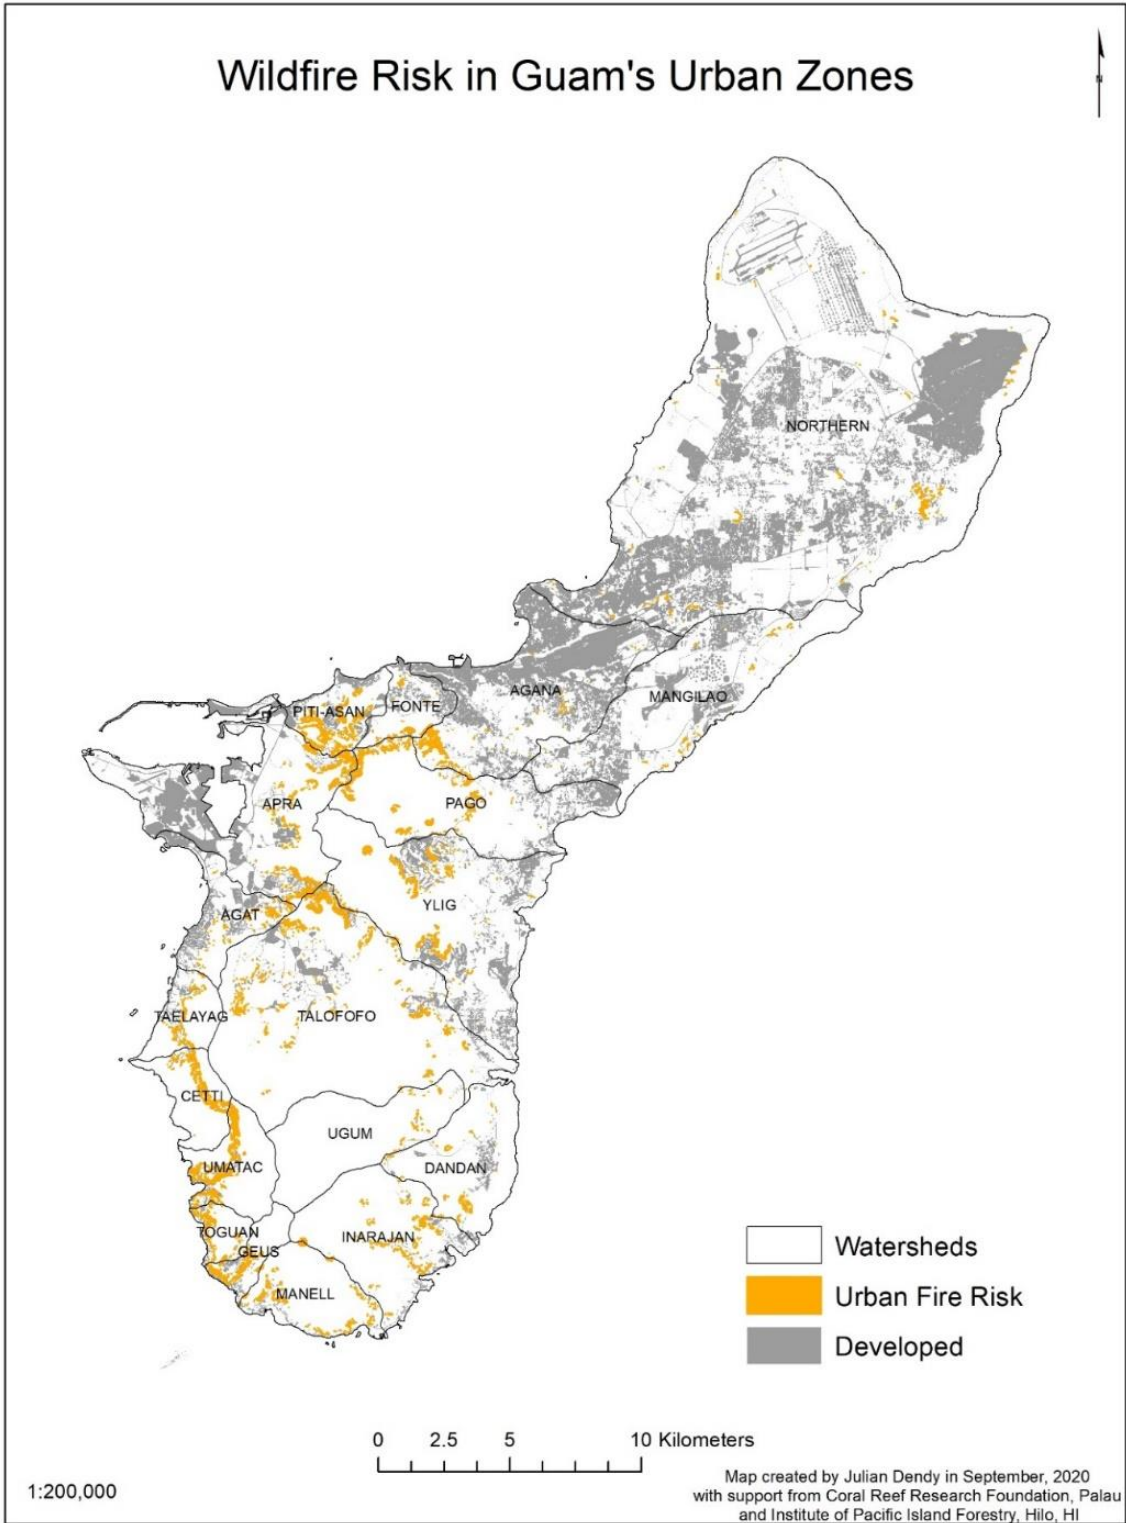 Wildfire Risk in Guam's Urban Zones
N
NORTHERN
AGANA
MANGILAO
PITI-ASAN
FONTE
APRA
PAGO
YLIG
AGAT
TAELAYAG
TALOFOFO
CETTI
UGUM
UMATAC
DANDAN
TOGUAN
GEUS
INARAJAN
MANELL
Watersheds
Urban Fire Risk
Developed
0 2.5 5 10 Kilometers
1:200,000
Map created by Julian Dendy in September, 2020
with support from Coral Reef Research Foundation, Palau
and Institute of Pacific Island Forestry, Hilo, HI